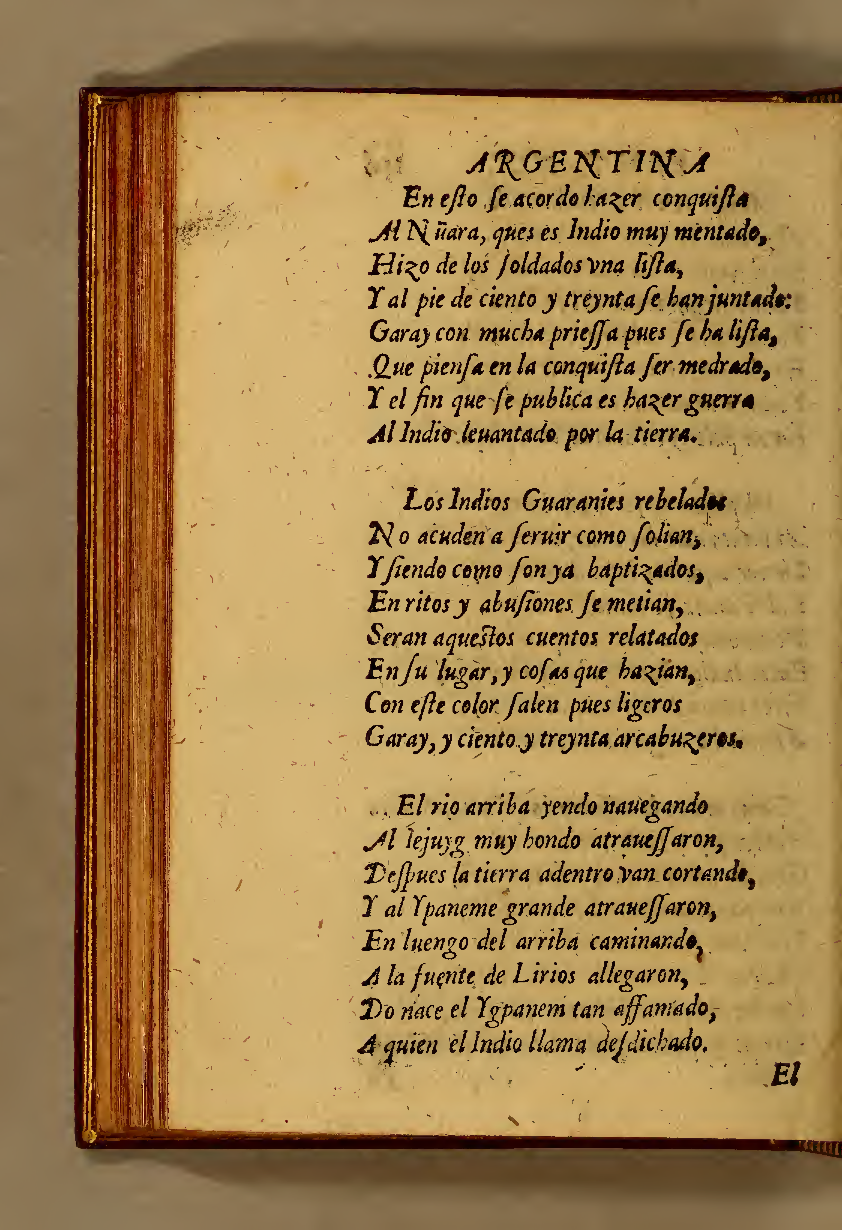 ARGENTINA
En eſto ſe acordo hazer conquiſta
Al Nuara, ques es Indio muy mentado,
Hizo de los ſoldados vna liſta,
Y al pie de ciento y treynta ſe han juntado:
Garay con mucha prieſſa pues ſe ha liſta,
Que pienſa en la conquiſta ſer medrado,
Y el fin que ſe publica es hazer guerra
Al Indio leuantado por la tierra.
Los Indios Guaranies rebelados
No acuden a ſeruir como ſolian,
Y ſiendo como ſon ya baptizados,
En ritos y abuſiones ſe metian,
Seran aqueſtos cuentos relatados
En ſu lugar, y coſas que hazian,
Con eſte color ſalen pues ligeros
Garay, y ciento y treynta arcabuzeros.
El rio arriba yendo nauegando
Al Iejuyg muy hondo atraueſſaron,
Deſpues la tierra adentro van cortando,
Y al Ypaneme grande atraueſſaron,
En luengo del arriba caminando,
A la fuente de Lirios allegaron,
Do nace el Ygpanem tan affamado,
A quien el Indio llama deſdichado.
El